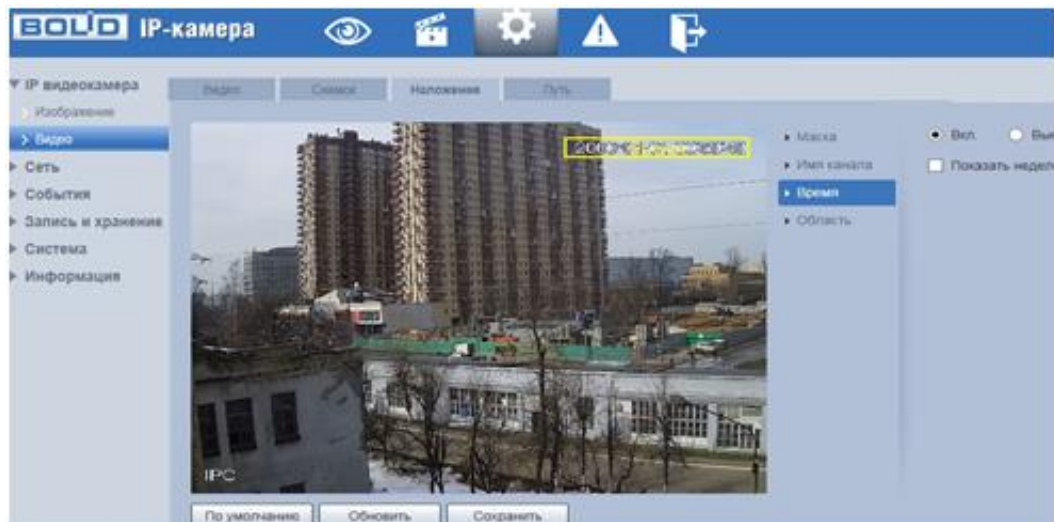 BOLID IP-камера
IP видеокамера
Изображение
Видео
Сеть
События
Запись и хранение
Система
Информация
Видео Снимок Наложение Путь
Маска
Имя канала
Время
Область
Вкл.
Показать
IPC
По умолчанию Обновить Сохранить